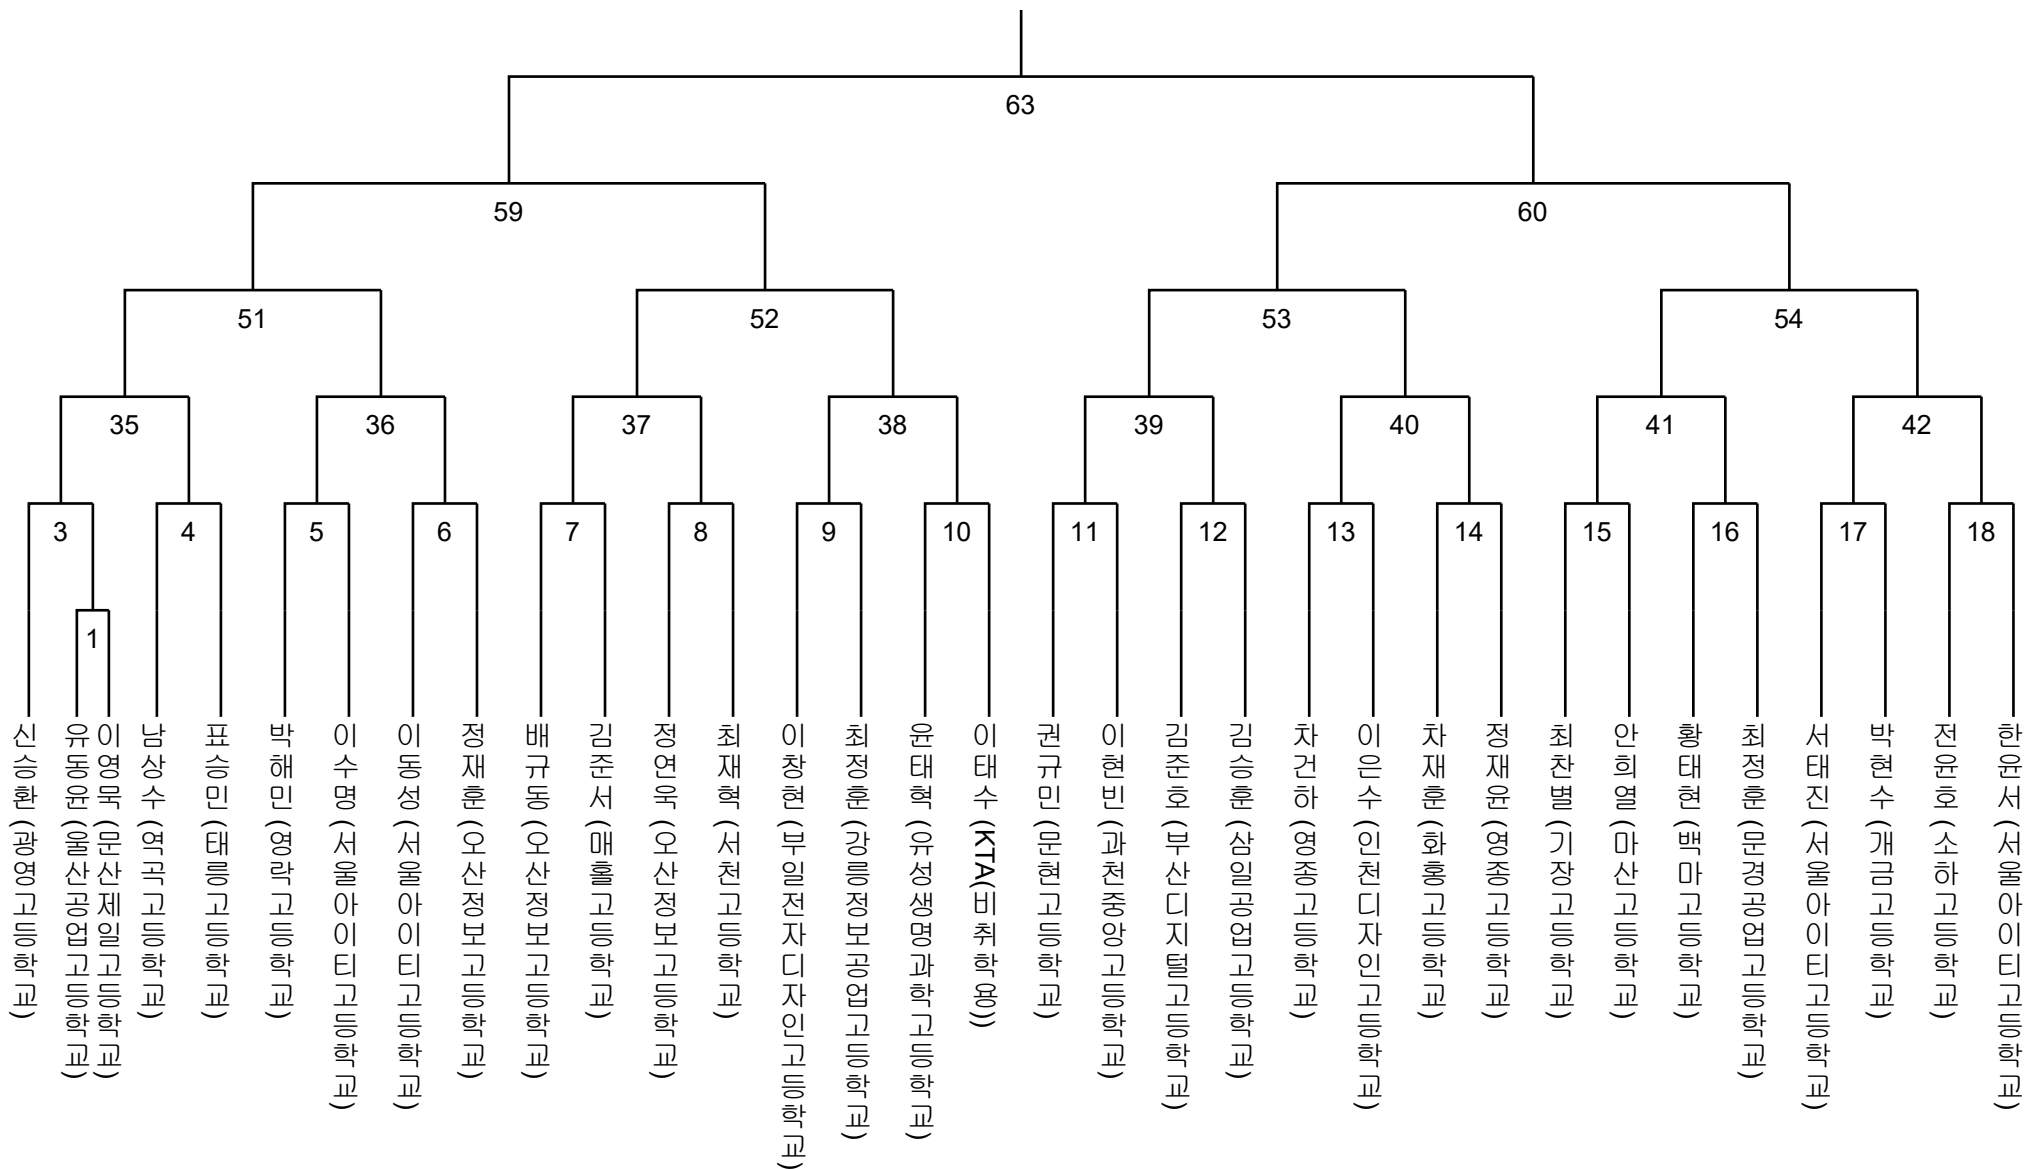 63
59
60
51
52
53
54
35
36
37
38
39
40
41
42
3
4
5
6
7
8
9
10
11
12
13
14
15
16
17
18
1
신승환 (광영고등학교)
유동윤 (울산공업고등학교)
이영묵 (문산제일고등학교)
남상수 (역곡고등학교)
표승민 (태릉고등학교)
박해민 (영락고등학교)
이수명 (서울아이티고등학교)
이동성 (서울아이티고등학교)
정재훈 (오산정보고등학교)
배규동 (오산정보고등학교)
김준서 (매홀고등학교)
정연욱 (오산정보고등학교)
최재혁 (서천고등학교)
이창현 (부일전자디자인고등학교)
최정훈 (강릉정보공업고등학교)
윤태혁 (유성생명과학고등학교)
이태수 (KTA(비취학용))
권규민 (문현고등학교)
이현빈 (과천중앙고등학교)
김준호 (부산디지털고등학교)
김승훈 (삼일공업고등학교)
차건하 (영종고등학교)
이은수 (인천디자인고등학교)
차재훈 (화홍고등학교)
정재윤 (영종고등학교)
최찬별 (기장고등학교)
안희열 (마산고등학교)
황태현 (백마고등학교)
최정훈 (문경공업고등학교)
서태진 (서울아이티고등학교)
박현수 (개금고등학교)
전윤호 (소하고등학교)
한윤서 (서울아이티고등학교)